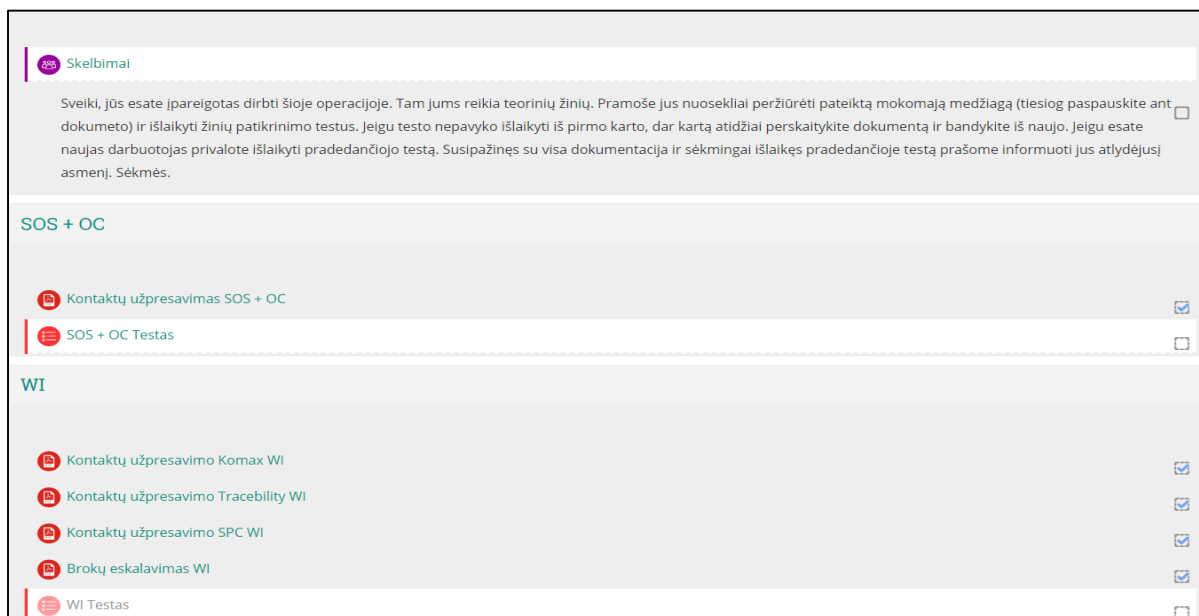 Skelbimai
Sveiki, jūs esate įpareigotas dirbti šioje operacijoje. Tam jums reikia teorinių žinių. Pramoše jus nuosekliai peržiūrėti pateiktą mokomąją medžiagą (tiesiog paspauskite ant
dokumeto) ir išlaikyti žinių patikrinimo testus. Jeigu testo nepavyko išlaikyti iš pirmo karto, dar kartą atidžiai perskaitykite dokumentą ir bandykite iš naujo. Jeigu esate
naujas darbuotojas privalote išlaikyti pradedančiojo testą. Susipažinęs su visa dokumentacija ir sėkmingai išlaikęs pradedančioje testą prašome informuoti jus atlydėjusį
asmenį. Sėkmės.
SOS + OC
Kontaktų užpresavimas SOS + OC
SOS + OC Testas
WI
Kontaktų užpresavimo Komax WI
Kontaktų užpresavimo Tracebility WI
Kontaktų užpresavimo SPC WI
Brokų eskalavimas WI
WI Testas